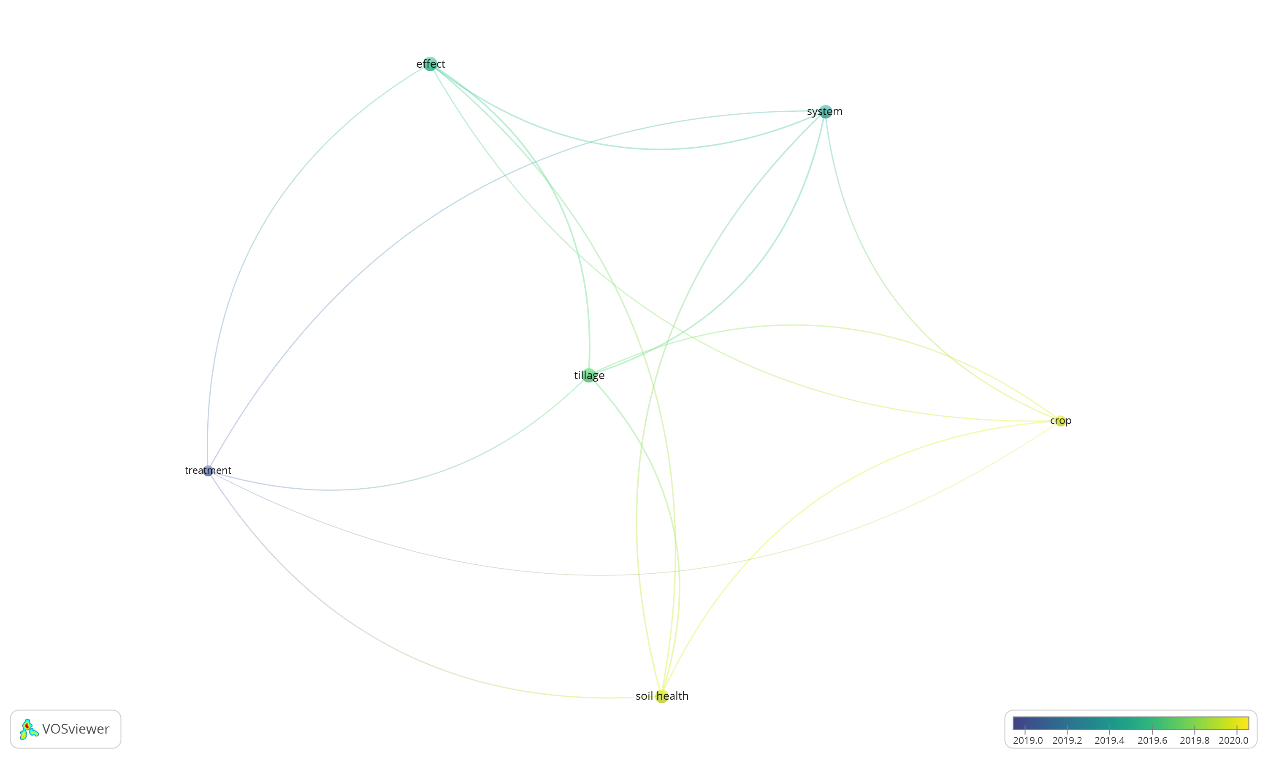 effect
system
tillage
crop
treatment
soil health
VOSviewer
2019.0 2019.2 2019.4 2019.6 2019.8 2020.0